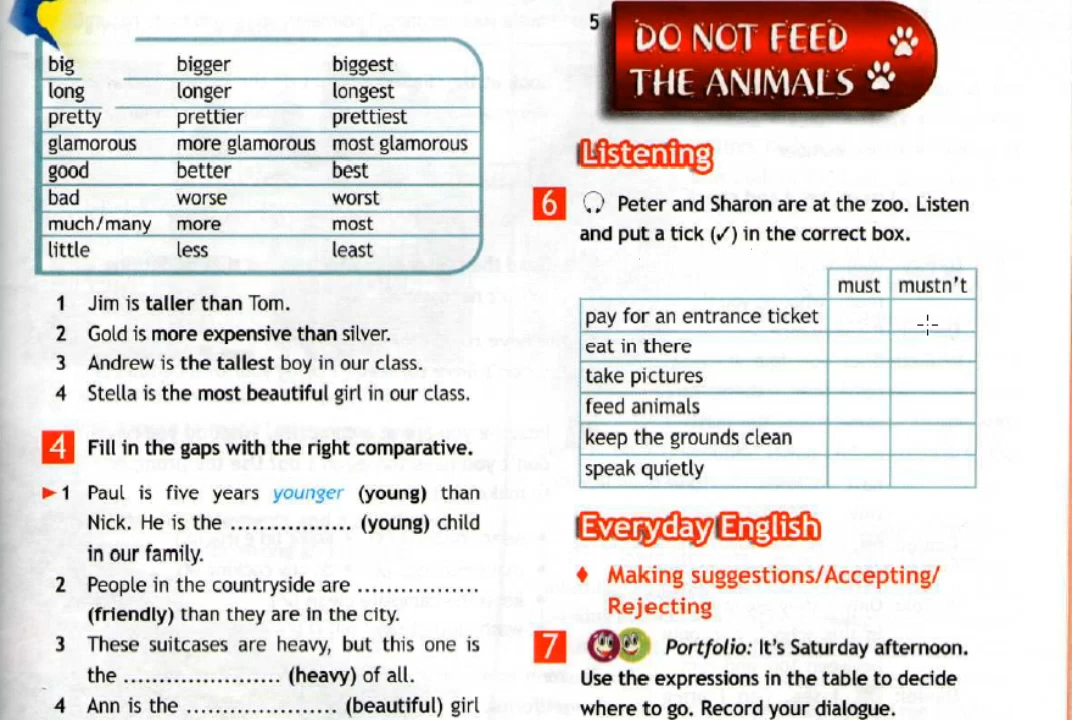 big bigger biggest
long longer longest
pretty prettier prettiest
glamorous more glamorous most glamorous
good better best
bad worse worst
much/many more most
little less least
1 Jim is taller than Tom.
2 Gold is more expensive than silver.
3 Andrew is the tallest boy in our class.
4 Stella is the most beautiful girl in our class.
4 Fill in the gaps with the right comparative.
1 Paul is five years younger (young) than
Nick. He is the .................. (young) child
in our family.
2 People in the countryside are ..................
(friendly) than they are in the city.
3 These suitcases are heavy, but this one is
the ....................... (heavy) of all.
4 Ann is the ...................... (beautiful) girl
5
DO NOT FEED
THE ANIMALS
Listening
6 Peter and Sharon are at the zoo. Listen
and put a tick (✓) in the correct box.
must mustn't
pay for an entrance ticket
eat in there
take pictures
feed animals
keep the grounds clean
speak quietly
Everyday English
♦ Making suggestions/Accepting/
Rejecting
7 Portfolio: It's Saturday afternoon.
Use the expressions in the table to decide
where to go. Record your dialogue.